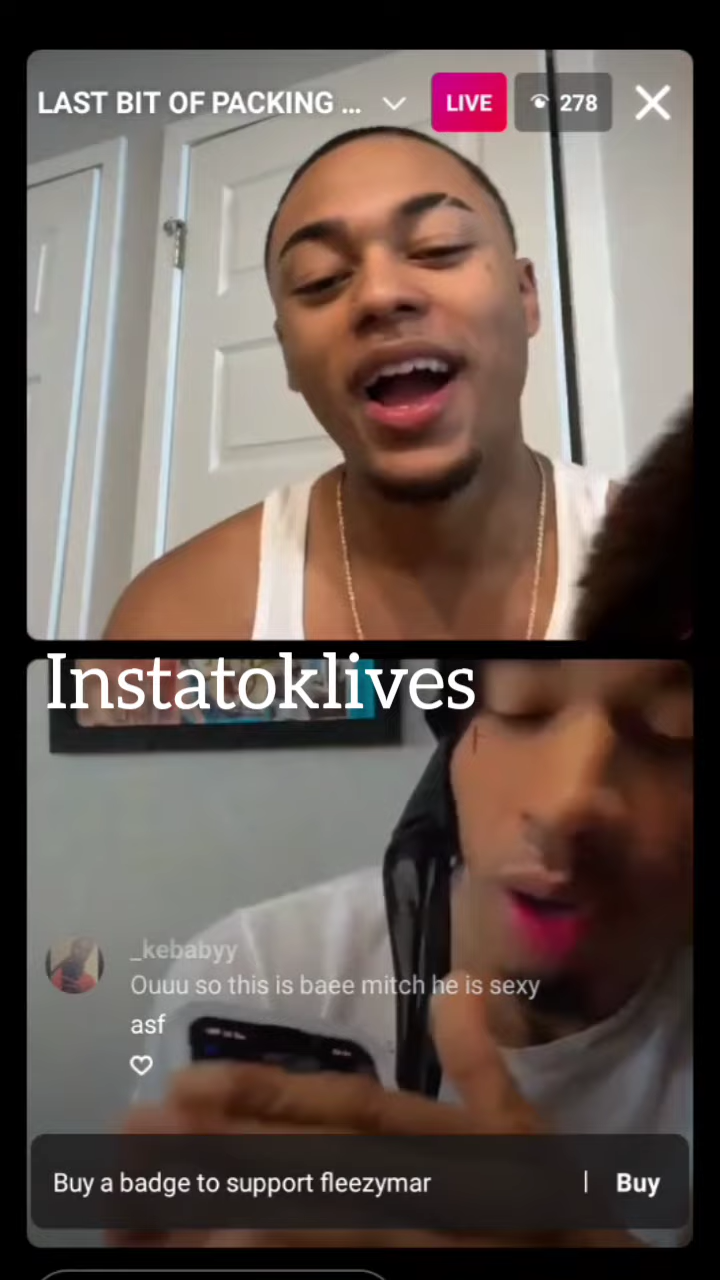 LAST BIT OF PACKING ...
LIVE
278
Instatoklives
_kebabyy
Ouuu so this is baee mitch he is sexy
asf
Buy a badge to support fleezymar
Buy